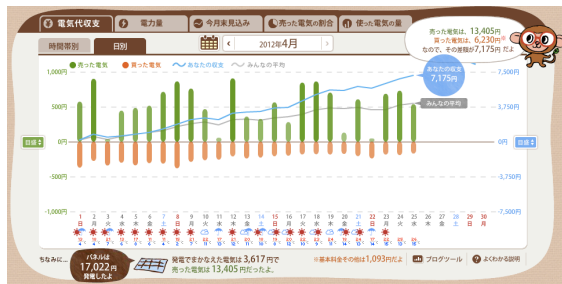 電気代収支
電力量
今月末見込み
売った電気の割合
使った電気の量
売った電気は、13,405円
買った電気は、6,230円※
なので、その差額が7,175円だよ
時間帯別
日別
2012年4月
売った電気
買った電気
あなたの収支
みんなの平均
あなたの収支
7,175円
みんなの平均
1,000円
500円
0円
-500円
-1,000円
7,500円
3,750円
0円
-3,750円
-7,500円
目盛
目盛
1 2 3 4 5 6 7 8 9 10 11 12 13 14 15 16 17 18 19 20 21 22 23 24 25 26 27 28 29 30
日 月 火 水 木 金 土 日 月 火 水 木 金 土 日 月 火 水 木 金 土 日 月 火 水 木 金 土 日 月
ちなみに…
パネルは
17,022円
発電したよ
発電でまかなえた電気は3,617円で
売った電気は13,405円だったよ。
※基本料金その他は1,093円だよ
ブログツール
よくわかる説明